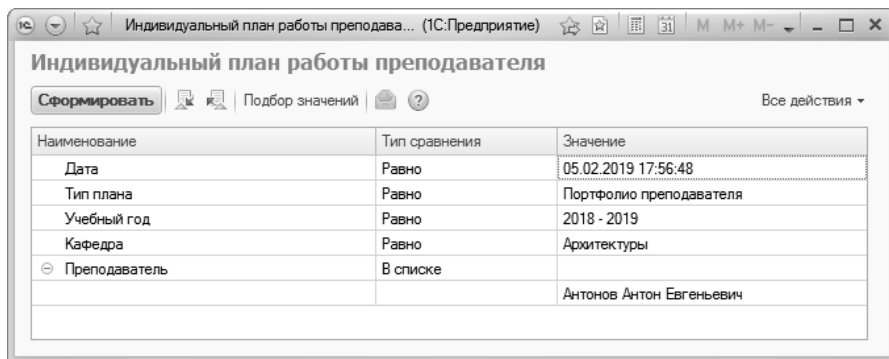 1С Индивидуальный план работы преподава... (1С:Предприятие) 31 M M+ M-
Индивидуальный план работы преподавателя
Сформировать Подбор значений ? Все действия
Наименование Тип сравнения Значение
Дата Равно 05.02.2019 17:56:48
Тип плана Равно Портфолио преподавателя
Учебный год Равно 2018 - 2019
Кафедра Равно Архитектуры
Преподаватель В списке
Антонов Антон Евгеньевич